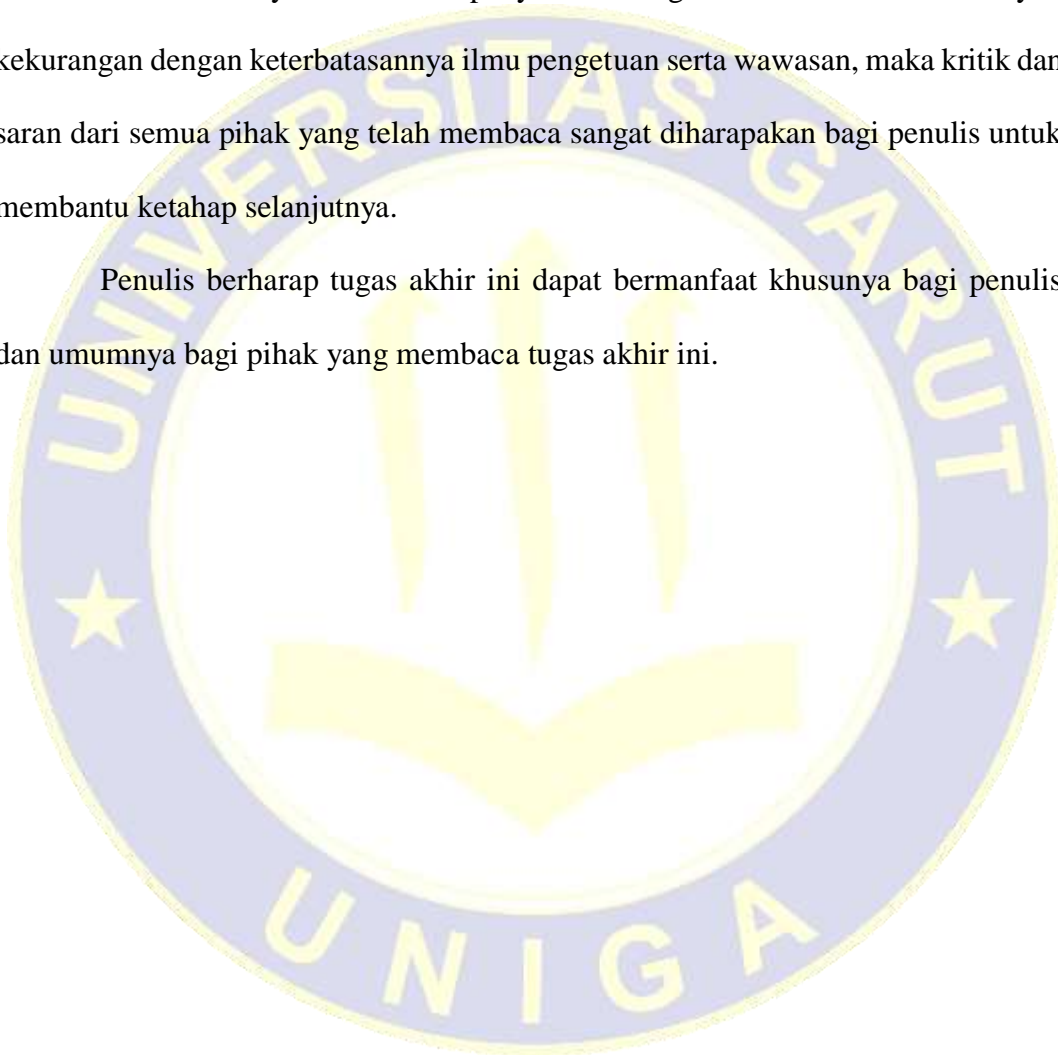 kekurangan dengan keterbatasannya ilmu pengetuan serta wawasan, maka kritik dan
saran dari semua pihak yang telah membaca sangat diharapakan bagi penulis untuk
membantu ketahap selanjutnya.
Penulis berharap tugas akhir ini dapat bermanfaat khusunya bagi penulis
dan umumnya bagi pihak yang membaca tugas akhir ini.
UNIVERSITAS GARUT
UNIGA